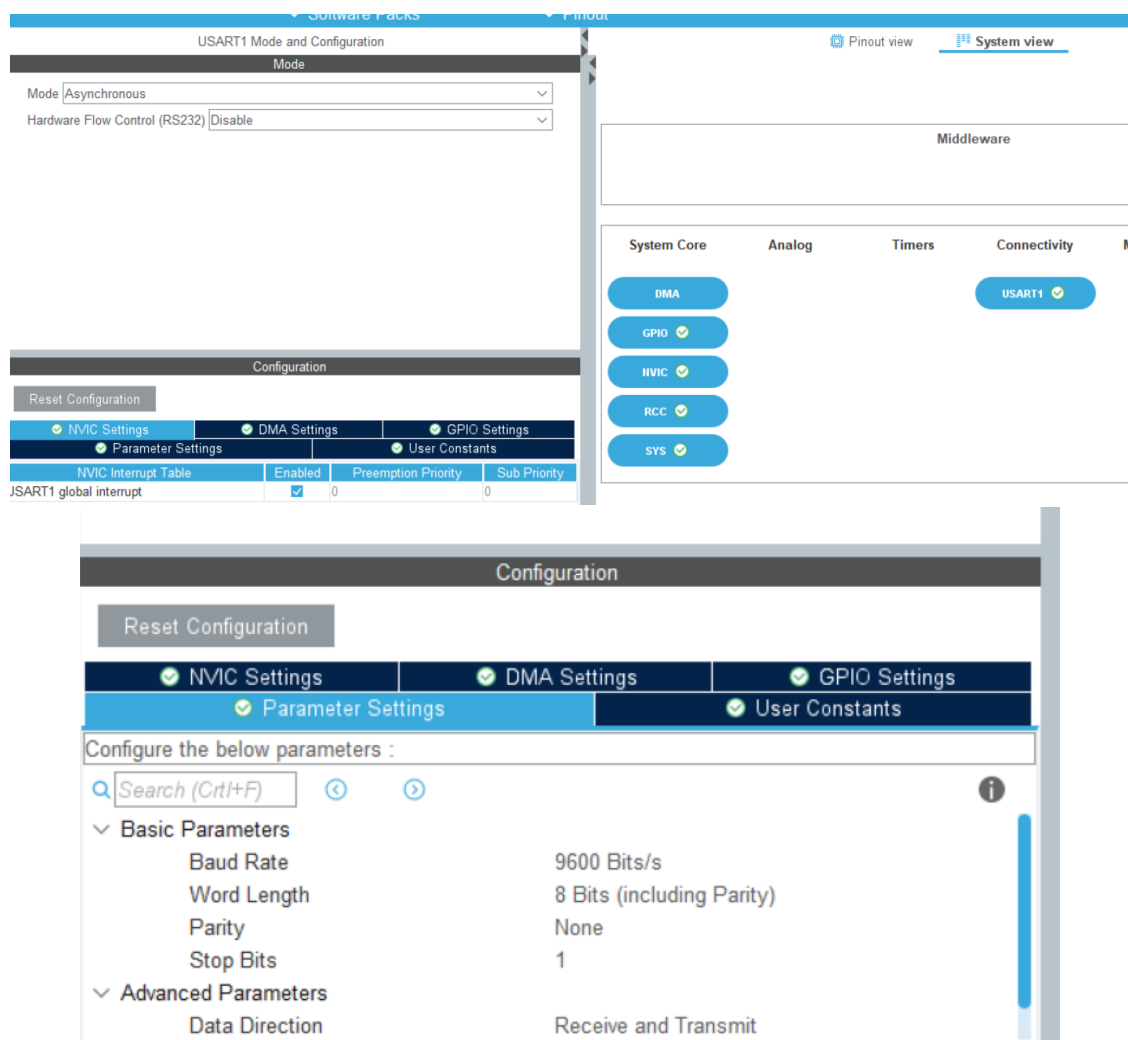 Software Packs
Pinout
USART1 Mode and Configuration
Mode
Mode Asynchronous
Hardware Flow Control (RS232) Disable
Pinout view
System view
Middleware
System Core Analog Timers Connectivity
DMA USART1
GPIO
NVIC
RCC
SYS
Configuration
Reset Configuration
NVIC Settings DMA Settings GPIO Settings
Parameter Settings User Constants
NVIC Interrupt Table Enabled Preemption Priority Sub Priority
USART1 global interrupt 0 0
Configuration
Reset Configuration
NVIC Settings DMA Settings GPIO Settings
Parameter Settings User Constants
Configure the below parameters :
Search (Crtl+F)
Basic Parameters
Baud Rate 9600 Bits/s
Word Length 8 Bits (including Parity)
Parity None
Stop Bits 1
Advanced Parameters
Data Direction Receive and Transmit